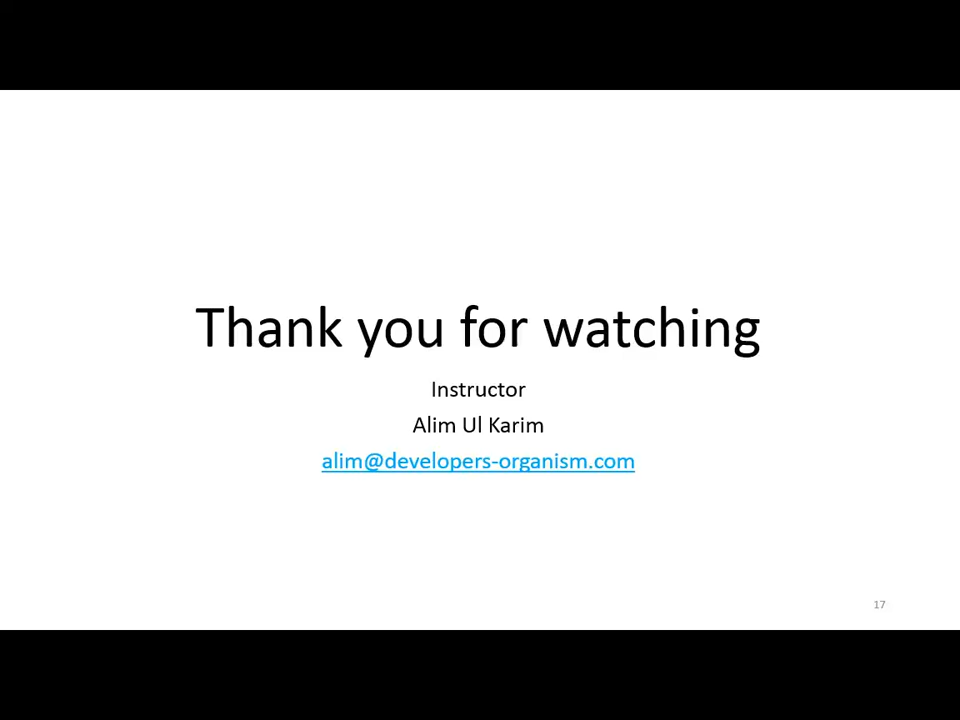 Thank you for watching
Instructor
Alim Ul Karim
alim@developers-organism.com
17